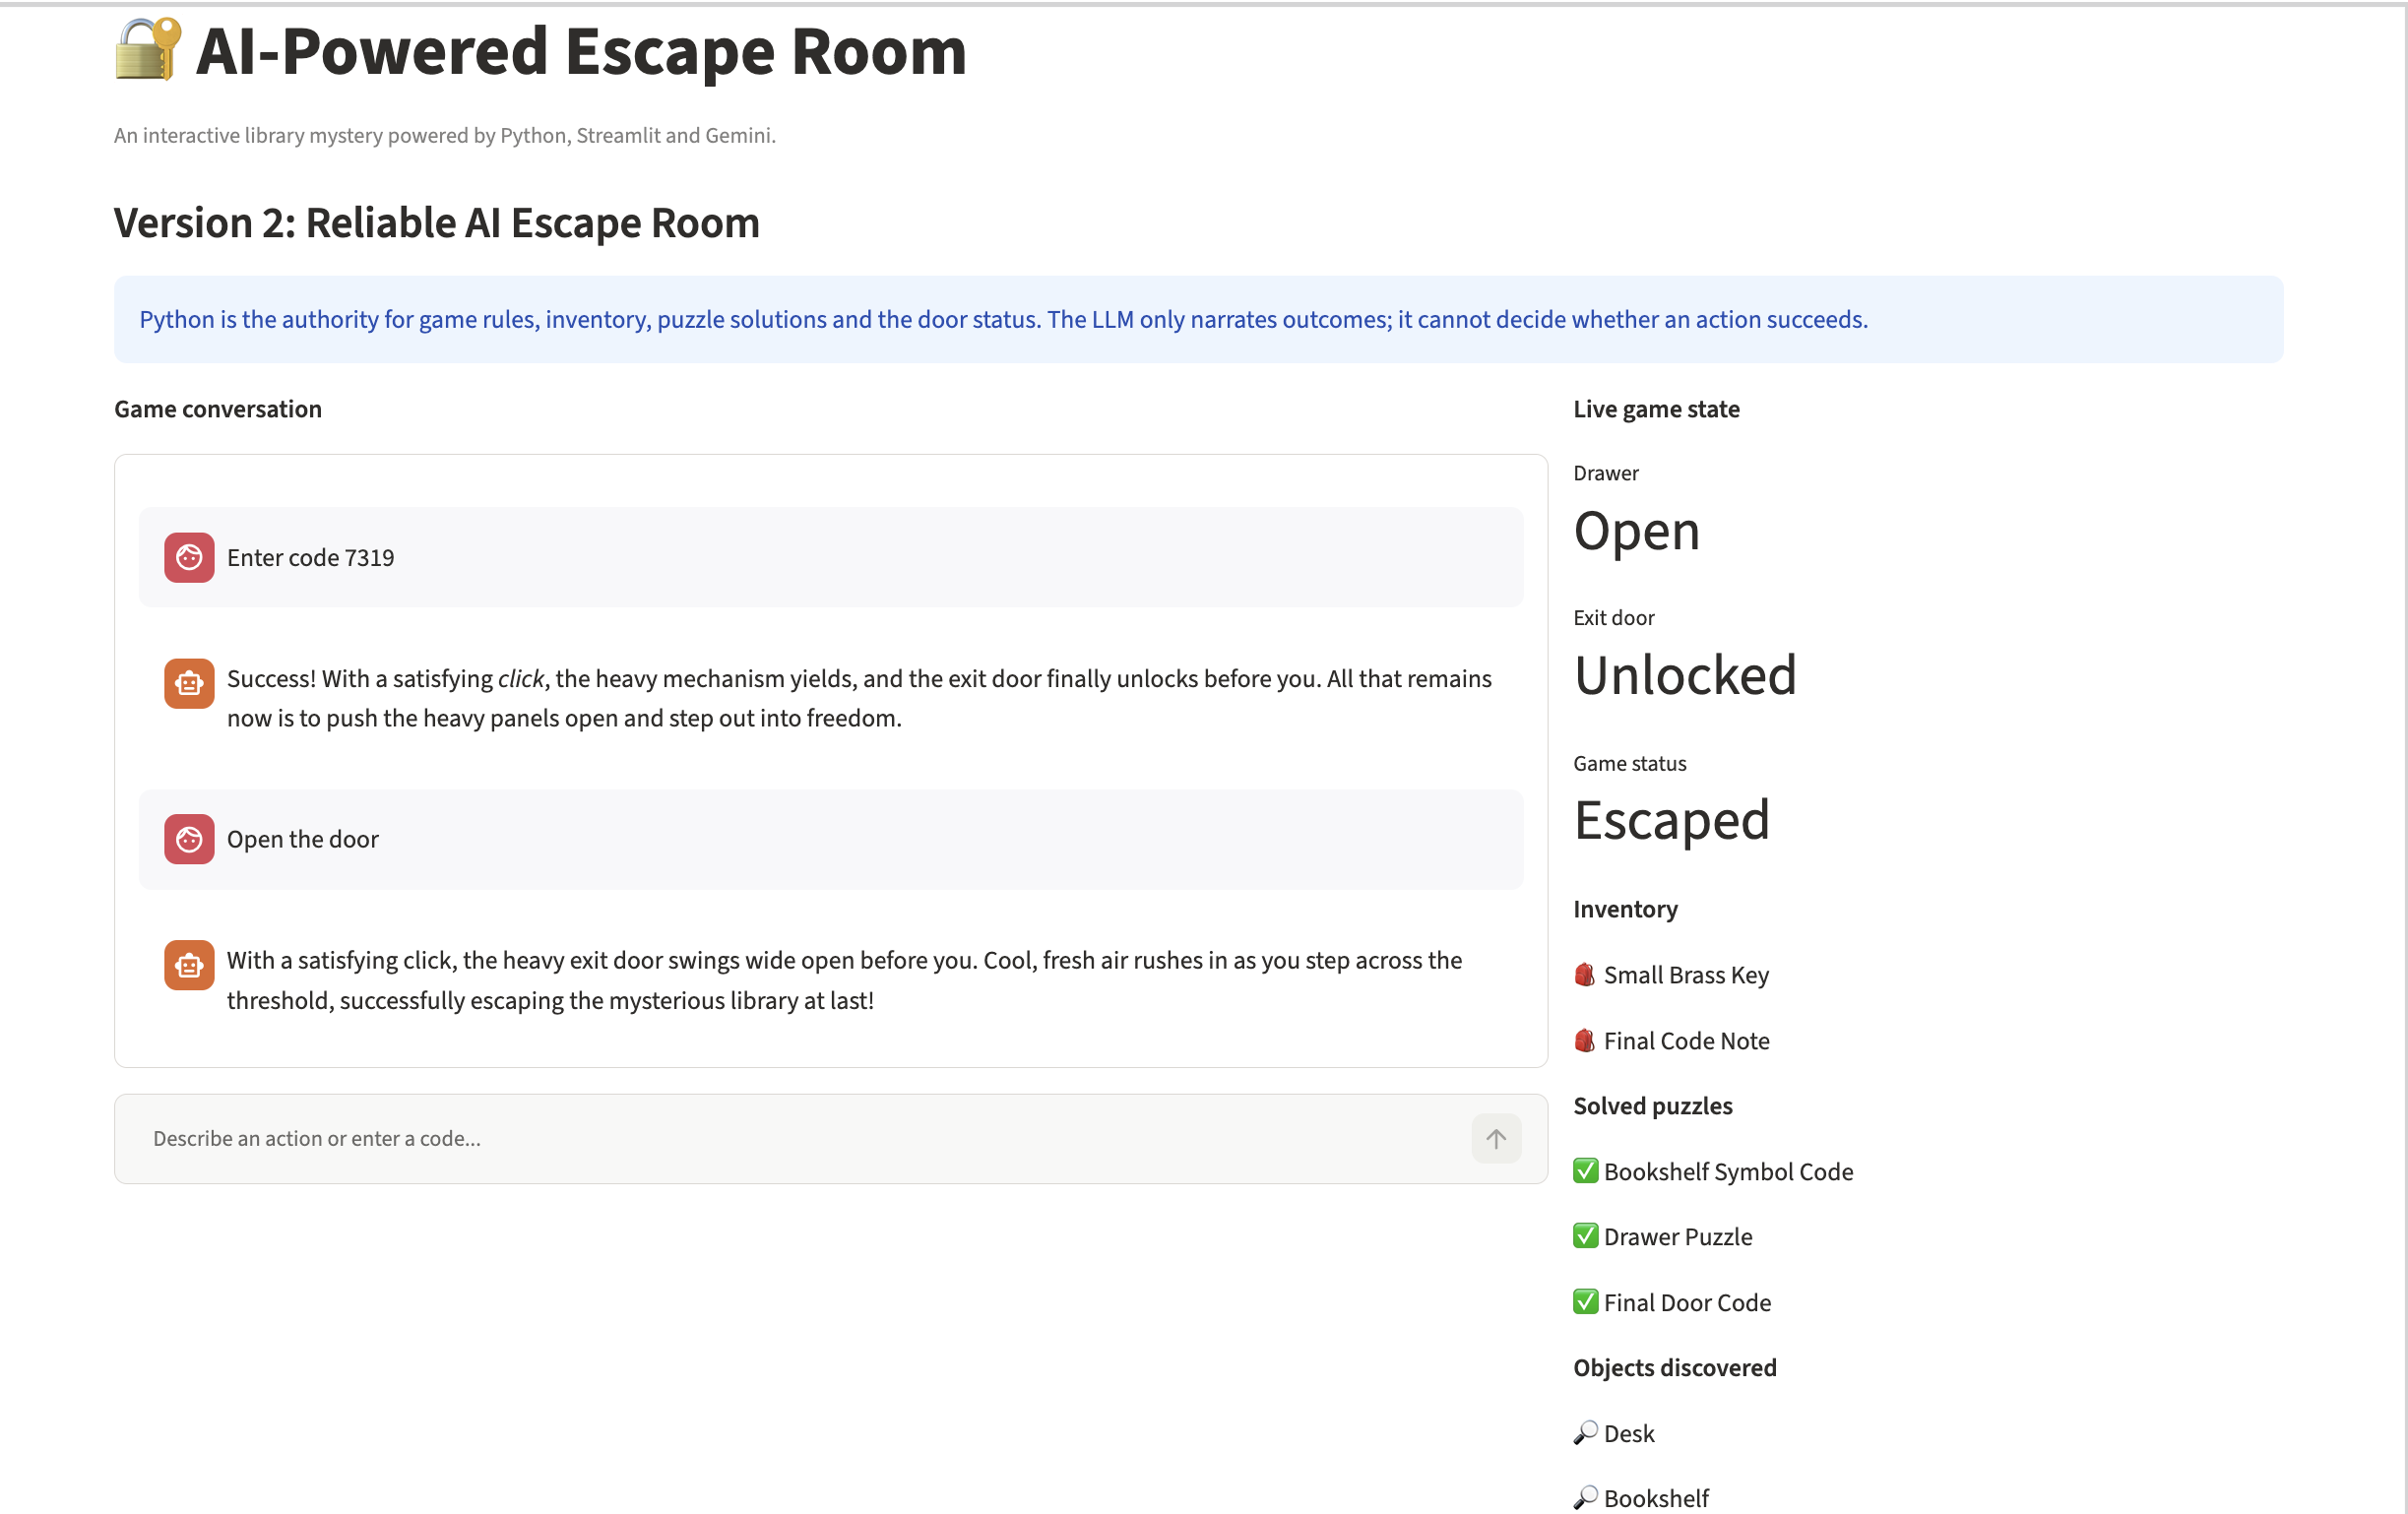 AI-Powered Escape Room
An interactive library mystery powered by Python, Streamlit and Gemini.
Version 2: Reliable AI Escape Room
Python is the authority for game rules, inventory, puzzle solutions and the door status. The LLM only narrates outcomes; it cannot decide whether an action succeeds.
Game conversation
Enter code 7319
Success! With a satisfying click, the heavy mechanism yields, and the exit door finally unlocks before you. All that remains
now is to push the heavy panels open and step out into freedom.
Open the door
With a satisfying click, the heavy exit door swings wide open before you. Cool, fresh air rushes in as you step across the
threshold, successfully escaping the mysterious library at last!
Describe an action or enter a code...
Live game state
Drawer
Open
Exit door
Unlocked
Game status
Escaped
Inventory
Small Brass Key
Final Code Note
Solved puzzles
Bookshelf Symbol Code
Drawer Puzzle
Final Door Code
Objects discovered
Desk
Bookshelf